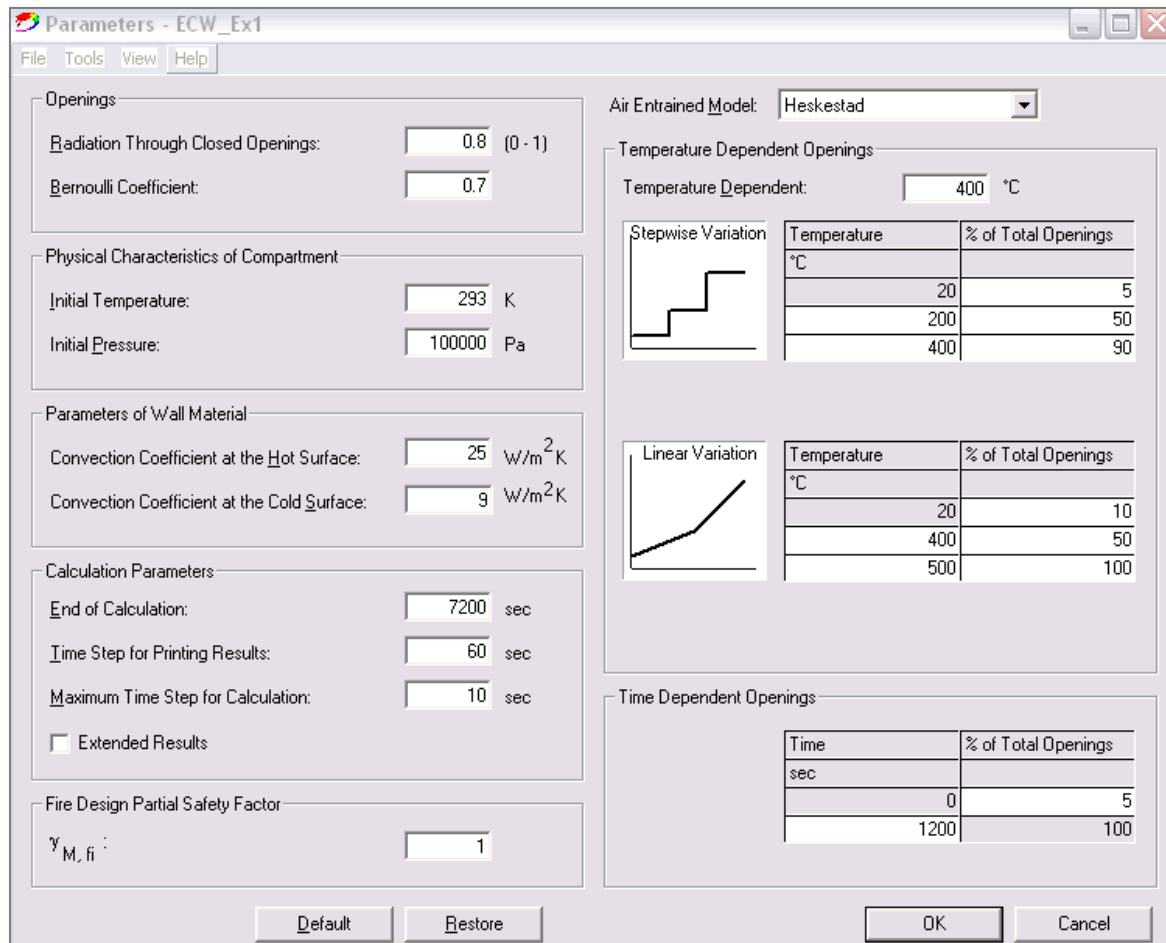 Parameters - ECW_Ex1
File Tools View Help
Openings
Radiation Through Closed Openings: 0.8 (0 - 1)
Bernoulli Coefficient: 0.7
Physical Characteristics of Compartment
Initial Temperature: 293 K
Initial Pressure: 100000 Pa
Parameters of Wall Material
Convection Coefficient at the Hot Surface: 25 W/m²K
Convection Coefficient at the Cold Surface: 9 W/m²K
Calculation Parameters
End of Calculation: 7200 sec
Time Step for Printing Results: 60 sec
Maximum Time Step for Calculation: 10 sec
Extended Results
Fire Design Partial Safety Factor
γ M, fi : 1
Default Restore
Air Entrained Model: Heskestad
Temperature Dependent Openings
Temperature Dependent: 400 °C
Stepwise Variation
Temperature % of Total Openings
°C
20 5
200 50
400 90
Linear Variation
Temperature % of Total Openings
°C
20 10
400 50
500 100
Time Dependent Openings
Time % of Total Openings
sec
0 5
1200 100
OK Cancel